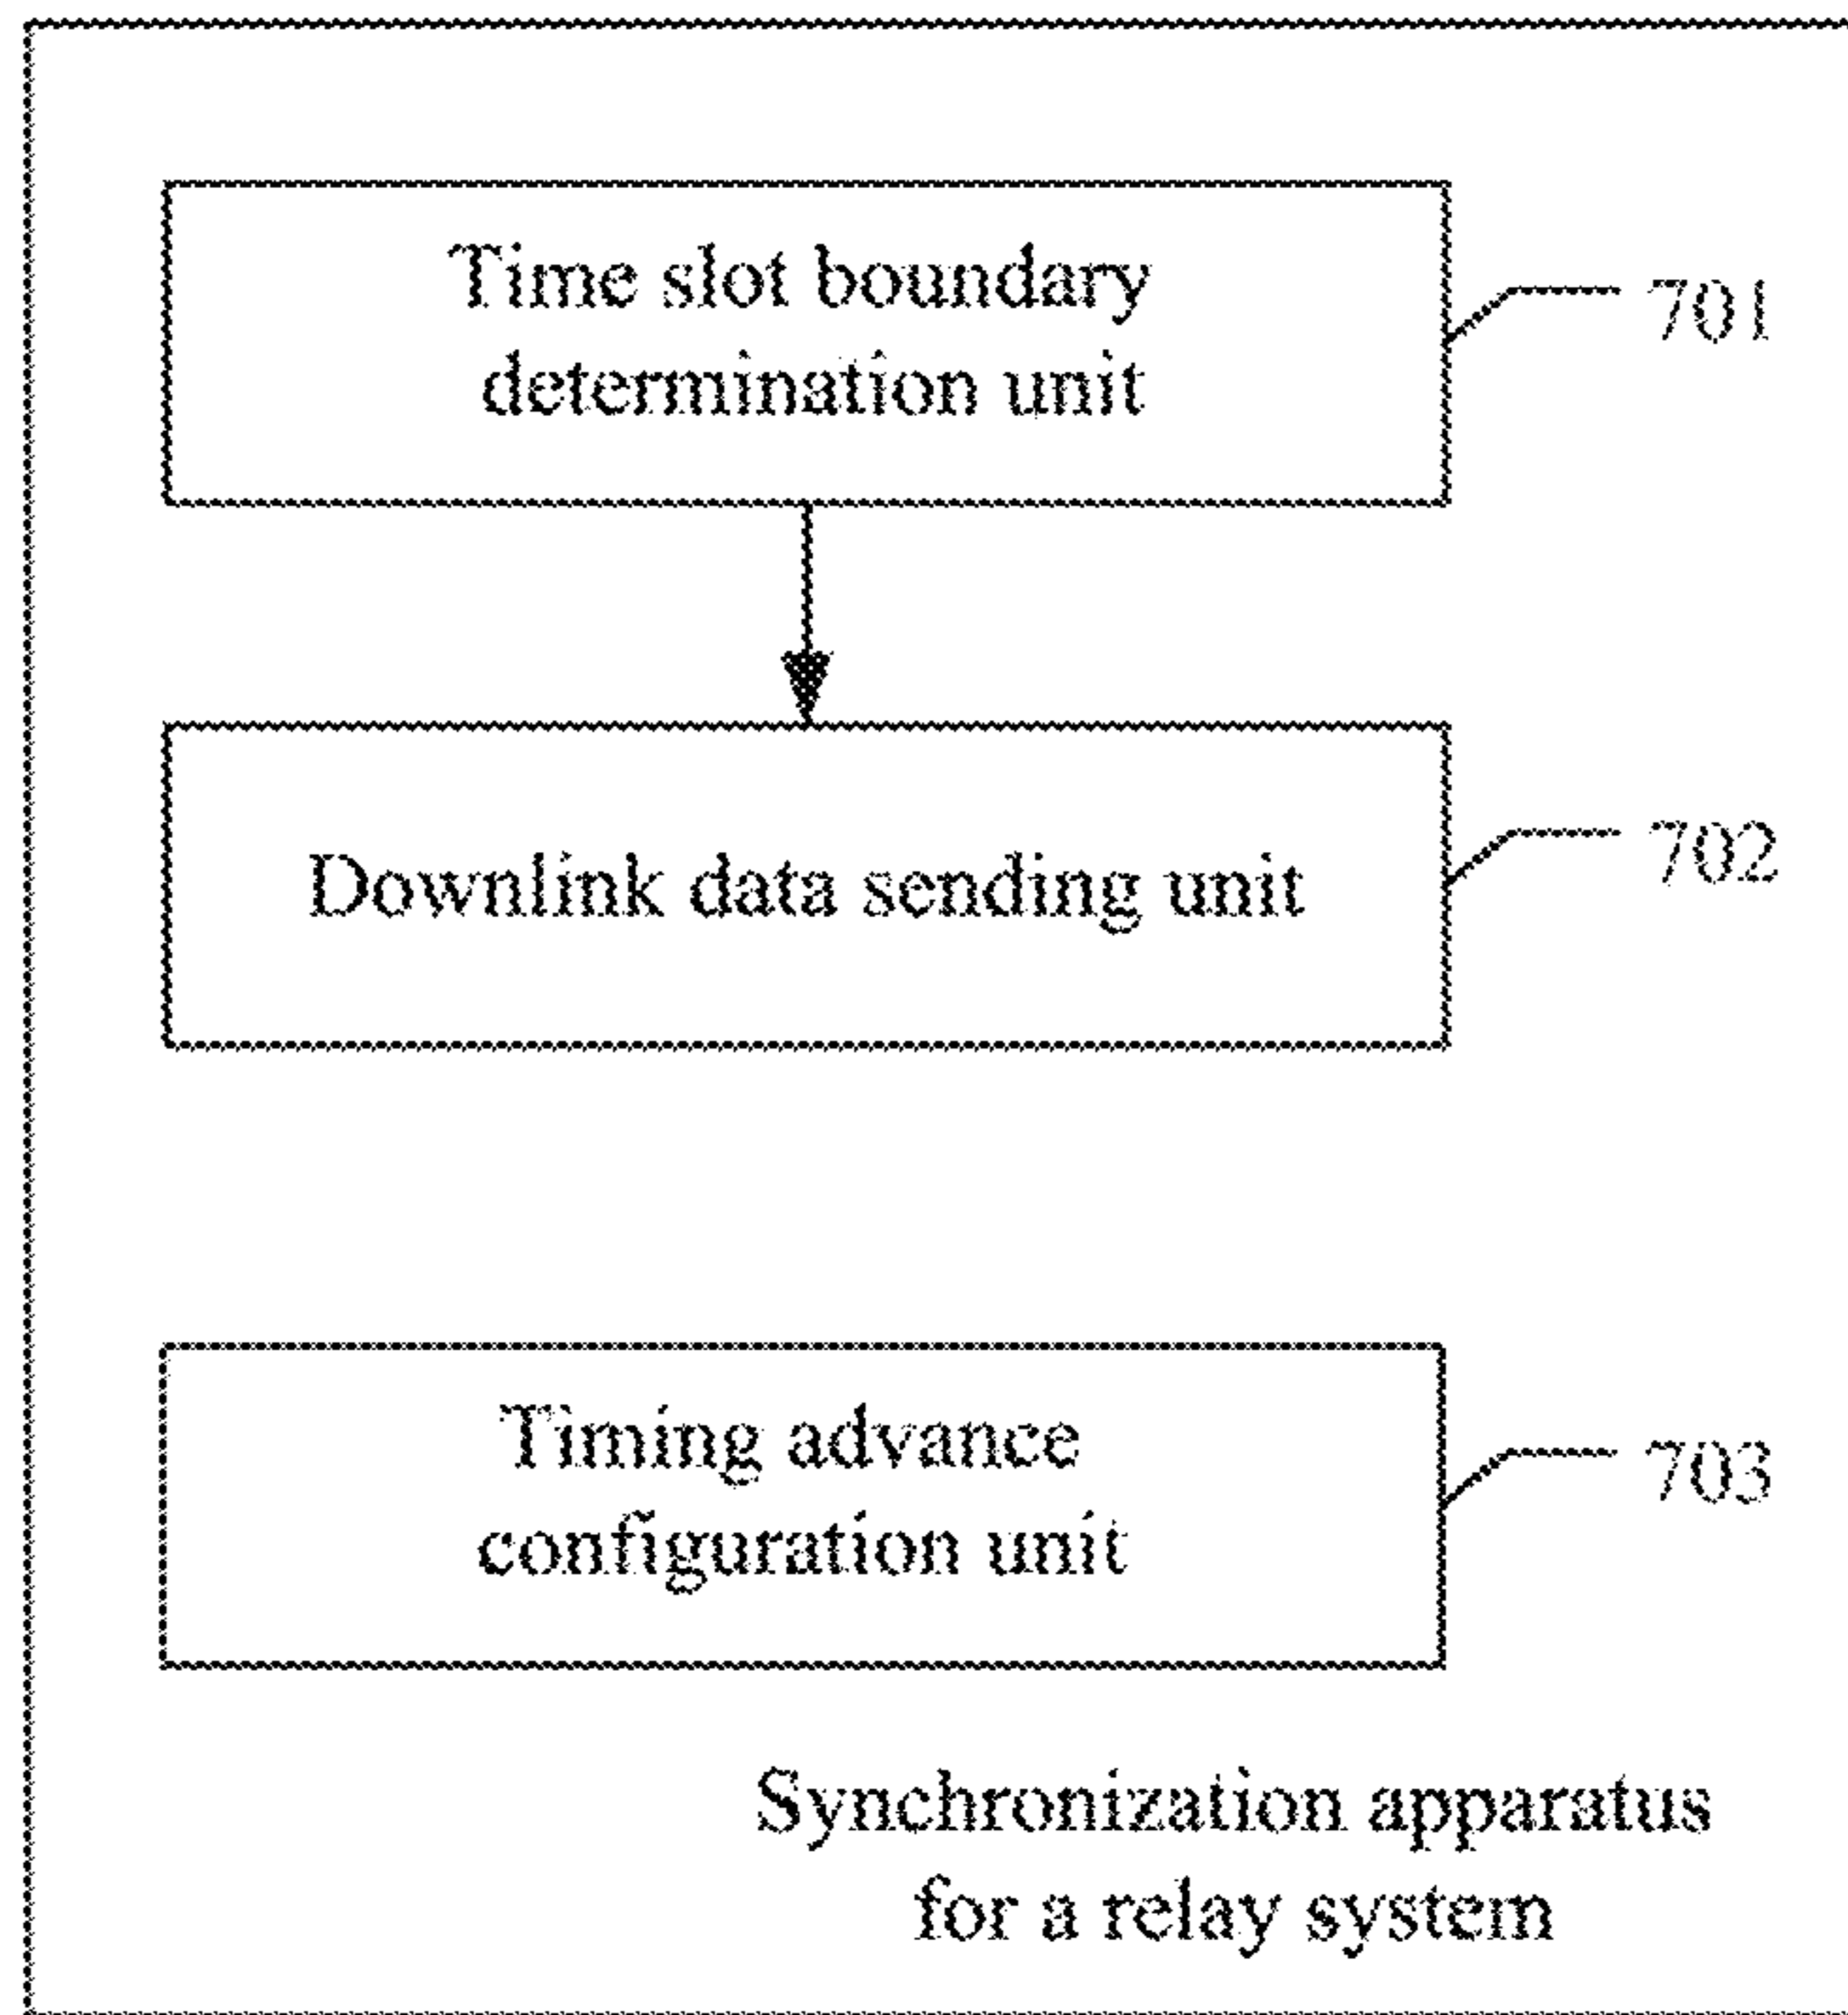 Time slot boundary
determination unit
701
Downlink data sending unit
702
Timing advance
configuration unit
703
Synchronization apparatus
for a relay system